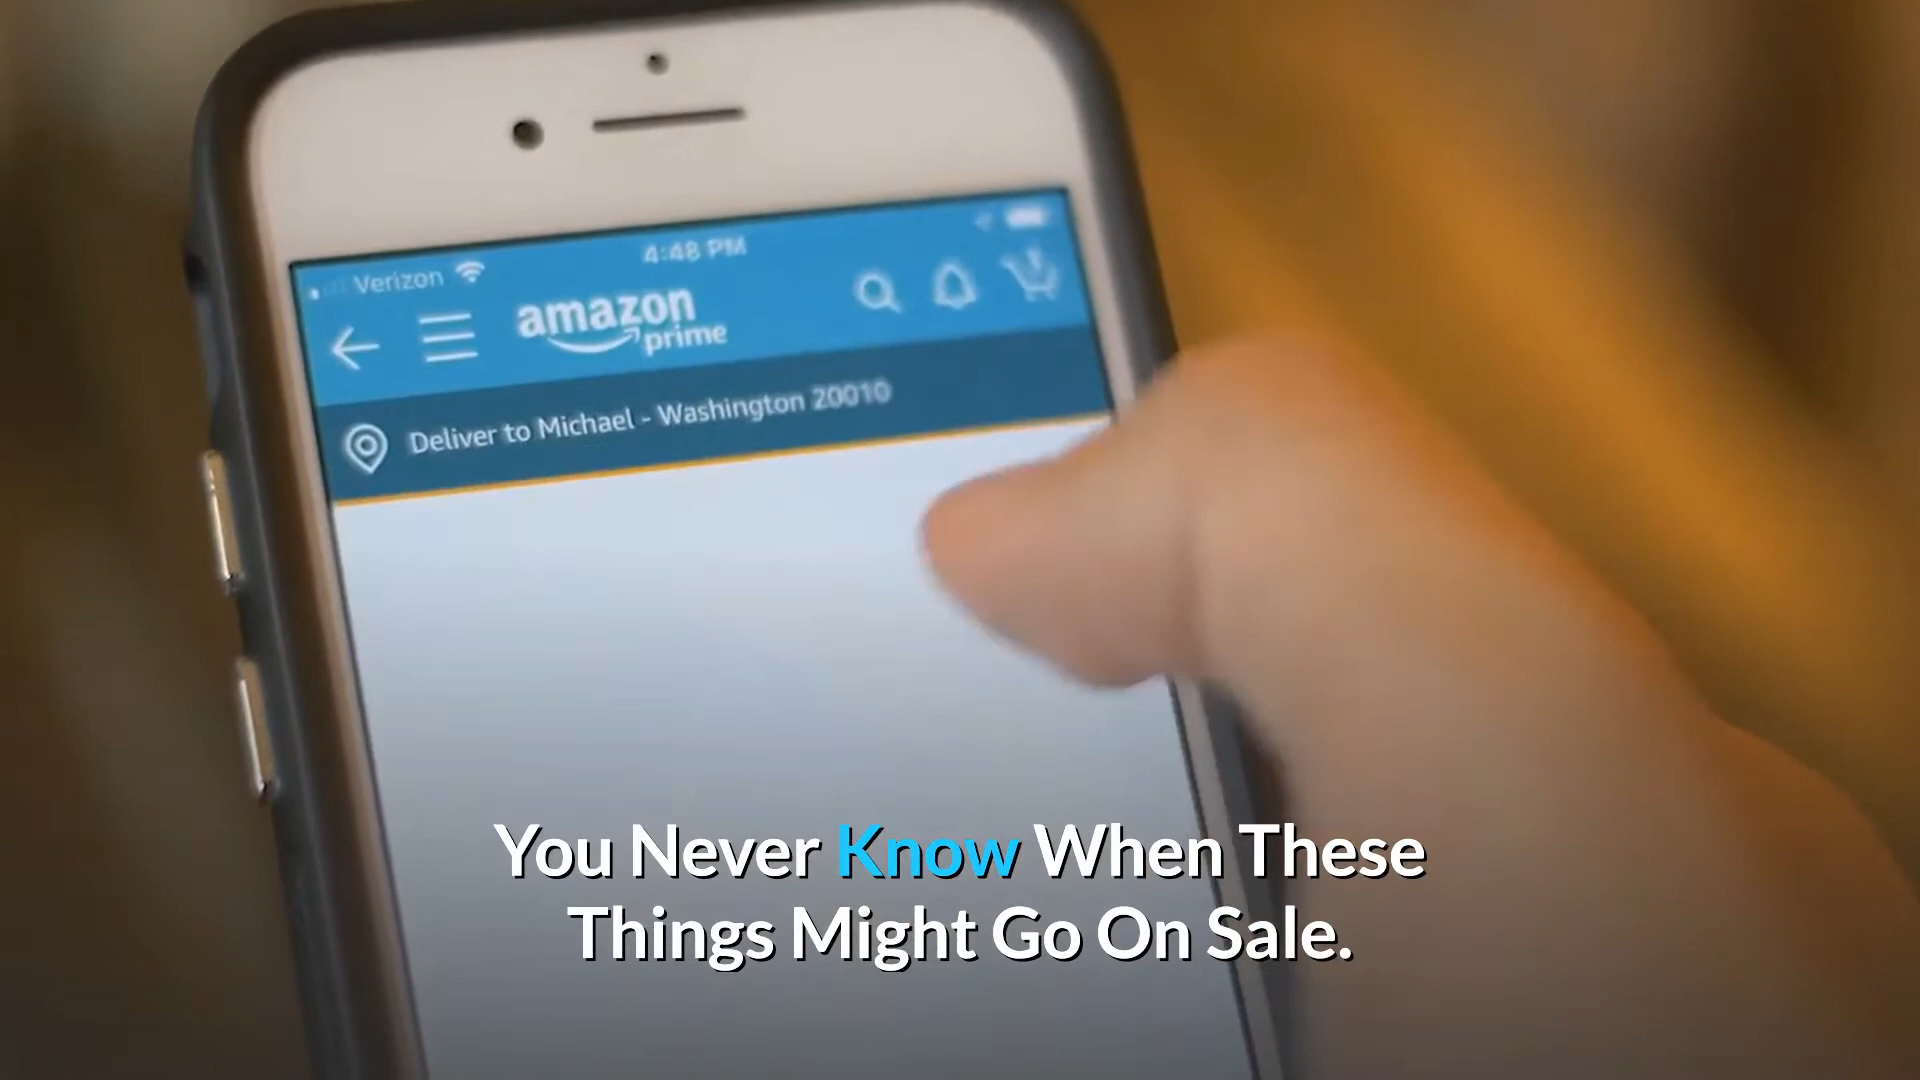 4:48 PM
Verizon
amazon
prime
Deliver to Michael - Washington 20010
You Never Know When These
Things Might Go On Sale.